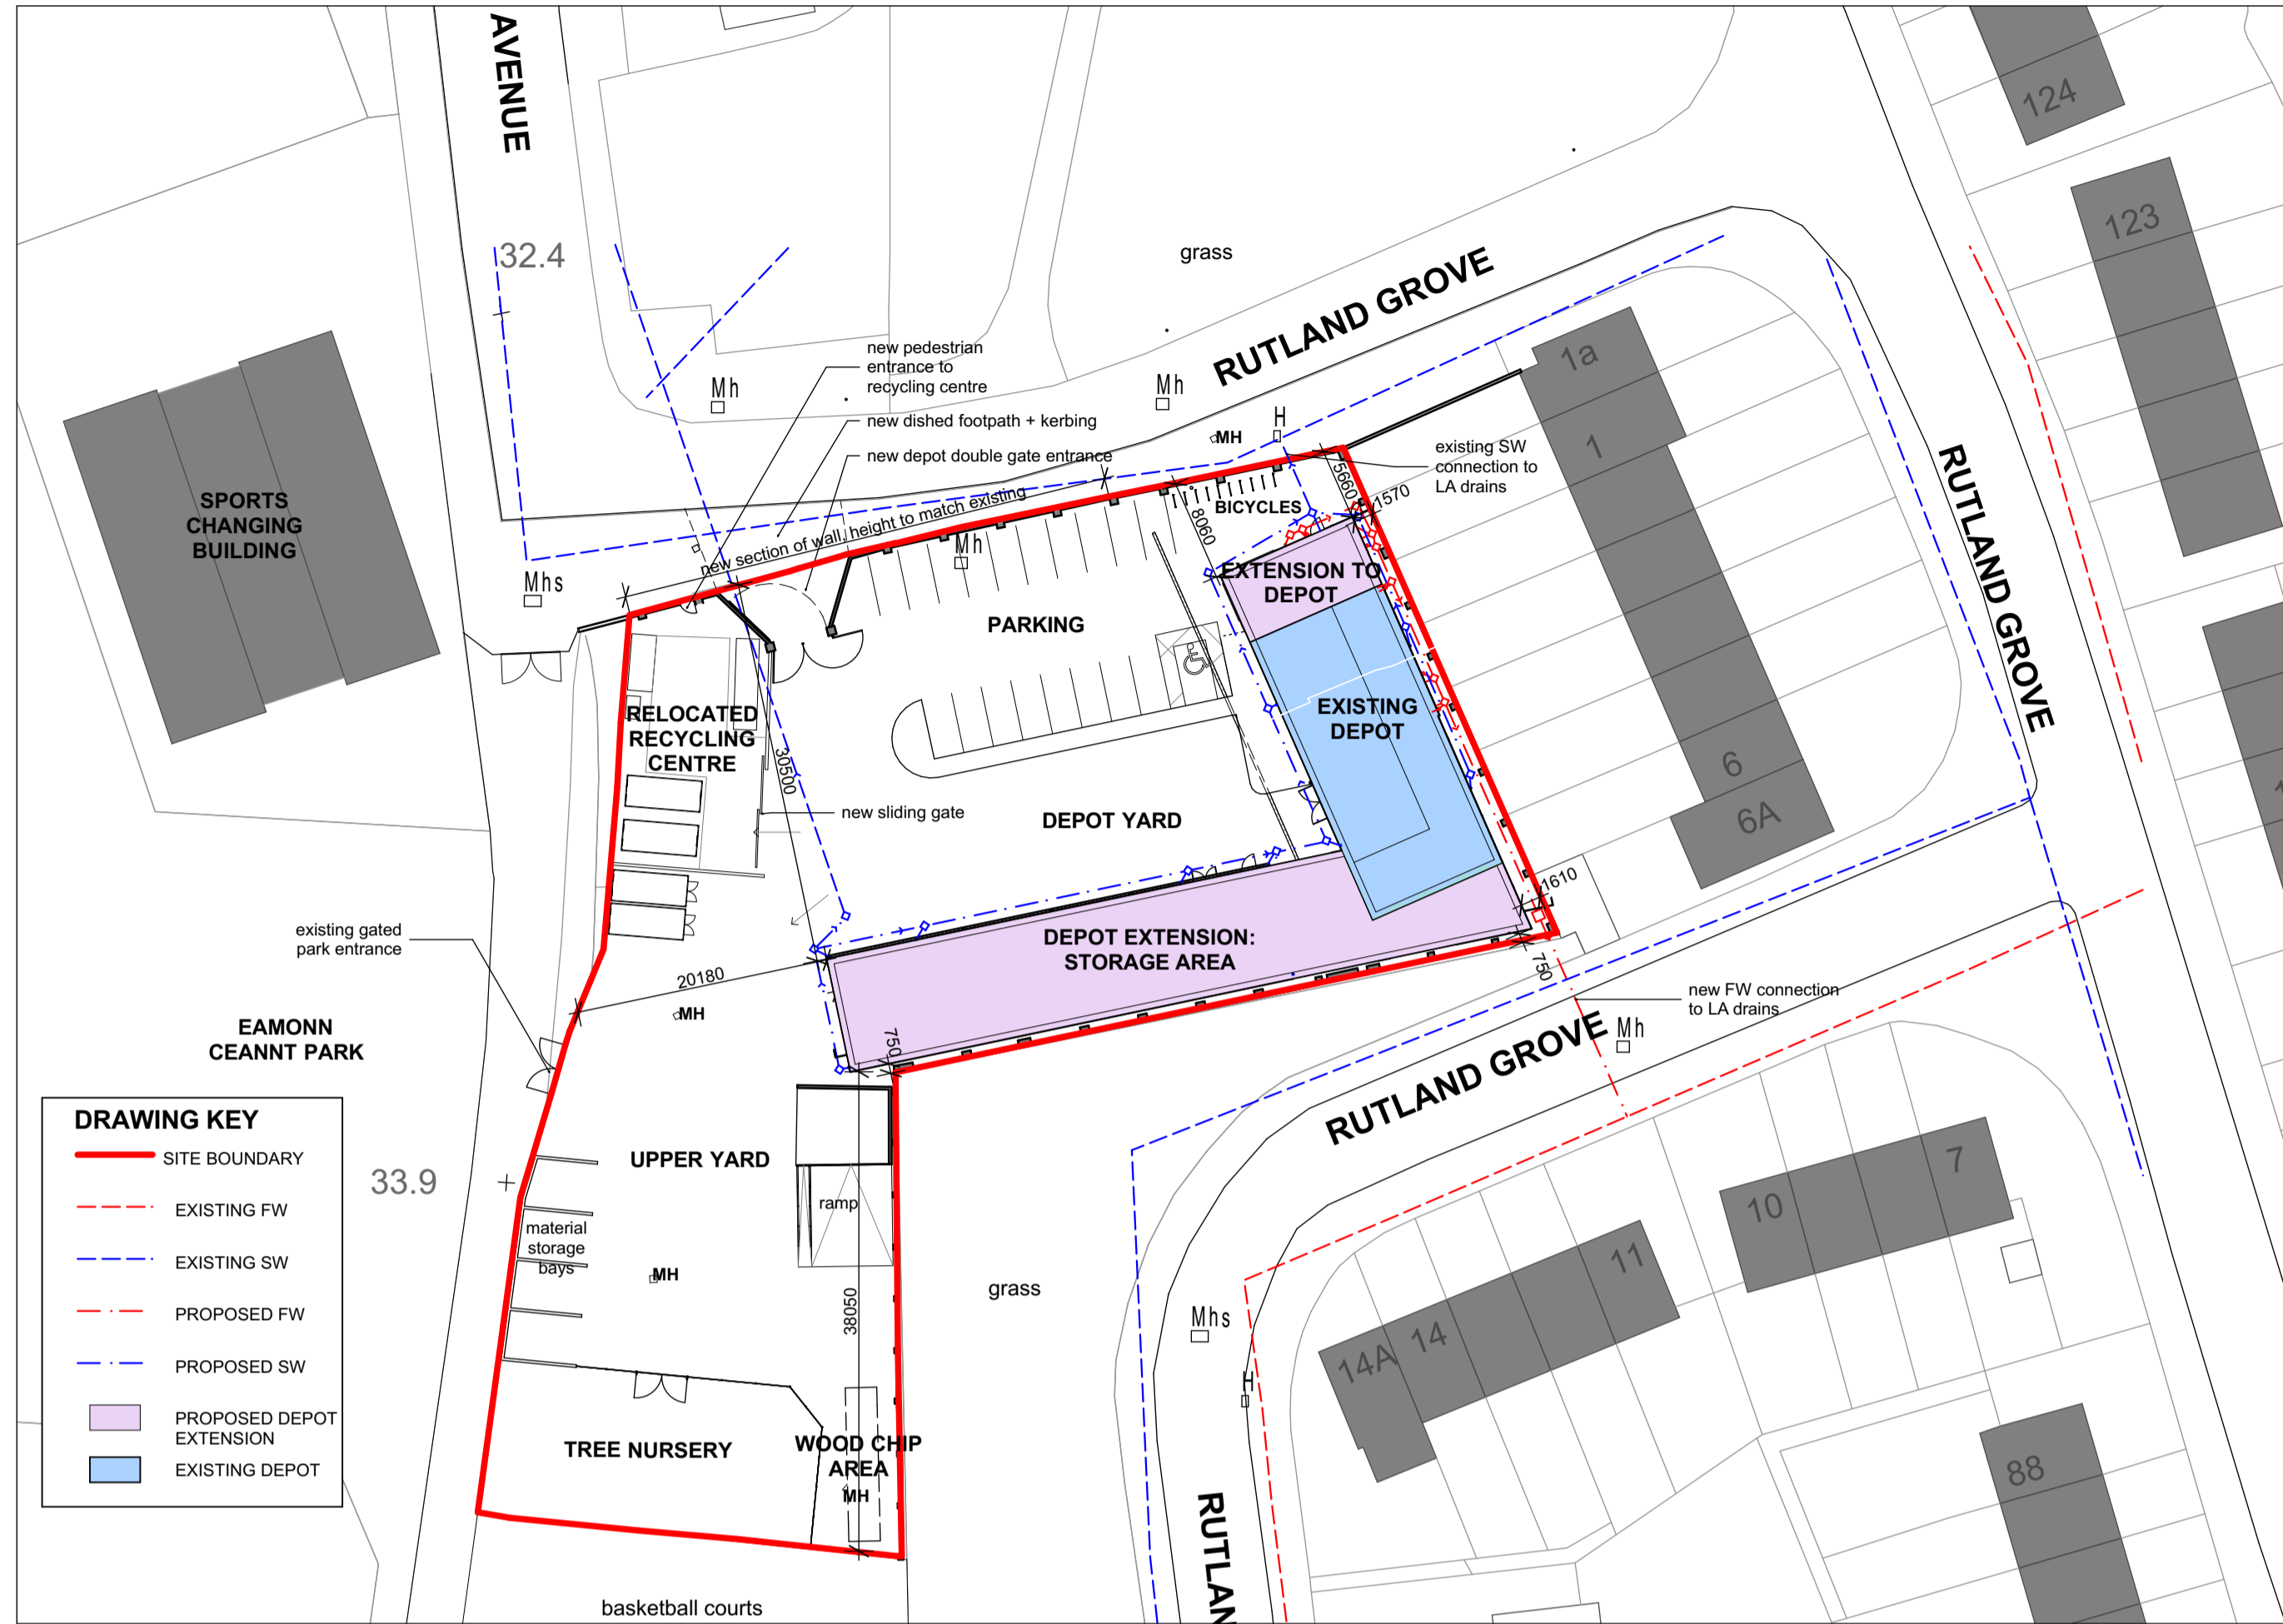 AVENUE
124
123
32.4
grass
RUTLAND GROVE
new pedestrian
entrance to
recycling centre
Mh
Mh
1a
new dished footpath + kerbing
H
MH
1
existing SW
connection to
LA drains
new depot double gate entrance
RUTLAND GROVE
SPORTS
CHANGING
BUILDING
new section of wall, height to match existing
5660
1570
BICYCLES
8060
Mh
Mhs
EXTENSION TO
DEPOT
PARKING
RELOCATED
RECYCLING
CENTRE
EXISTING
DEPOT
30500
6
6A
new sliding gate
DEPOT YARD
1610
existing gated
park entrance
DEPOT EXTENSION:
STORAGE AREA
20180
750
new FW connection
to LA drains
MH
EAMONN
CEANNT PARK
750
RUTLAND GROVE
Mh
DRAWING KEY
SITE BOUNDARY
EXISTING FW
EXISTING SW
PROPOSED FW
PROPOSED SW
PROPOSED DEPOT
EXTENSION
EXISTING DEPOT
33.9
UPPER YARD
ramp
material
storage
bays
MH
38050
grass
7
10
11
14
14A
Mhs
H
88
TREE NURSERY
WOOD CHIP
AREA
MH
RUTLAN
basketball courts